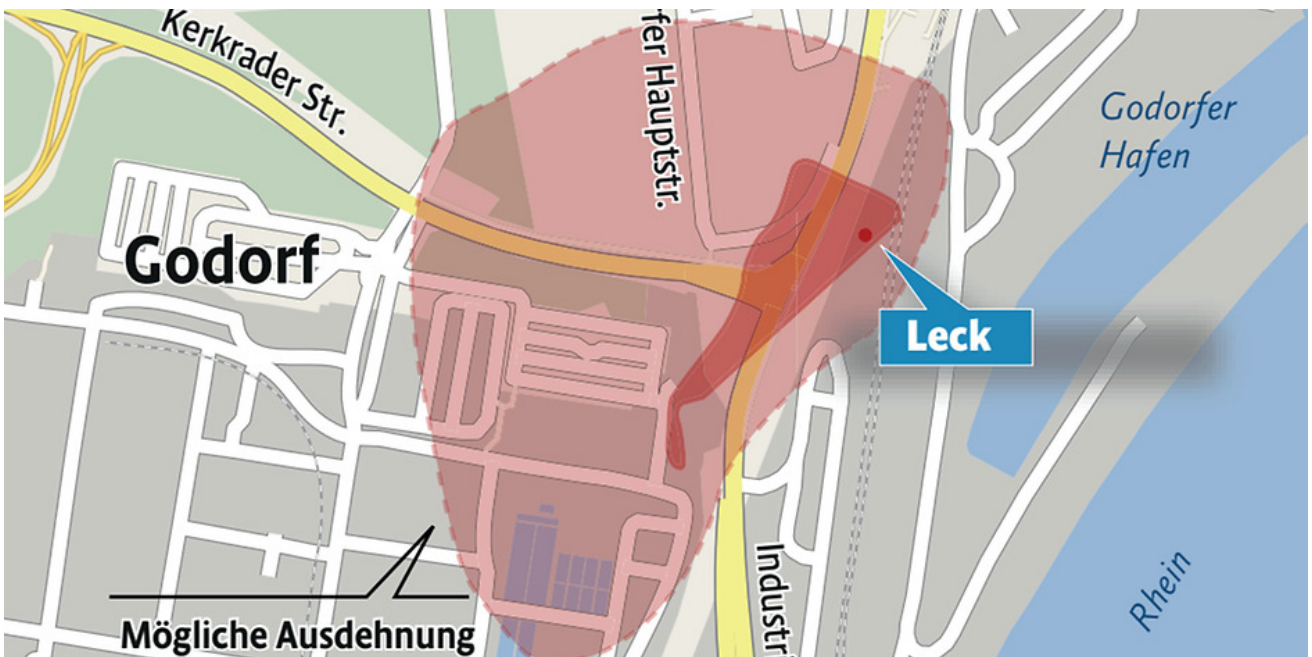 Kerkrader Str.
fer Hauptstr.
Godorfer
Hafen
Godorf
Leck
Industri
Rhein
Mögliche Ausdehnung